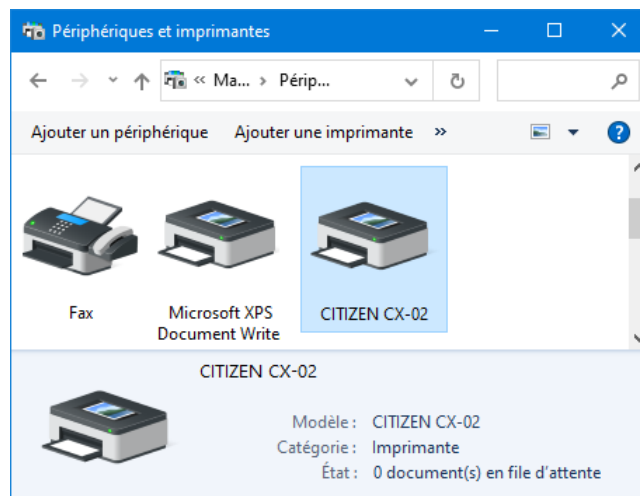 Périphériques et imprimantes
« Ma... › Périp...
Ajouter un périphérique Ajouter une imprimante »
?
Fax
Microsoft XPS
Document Write
CITIZEN CX-02
CITIZEN CX-02
Modèle : CITIZEN CX-02
Catégorie : Imprimante
État : 0 document(s) en file d'attente